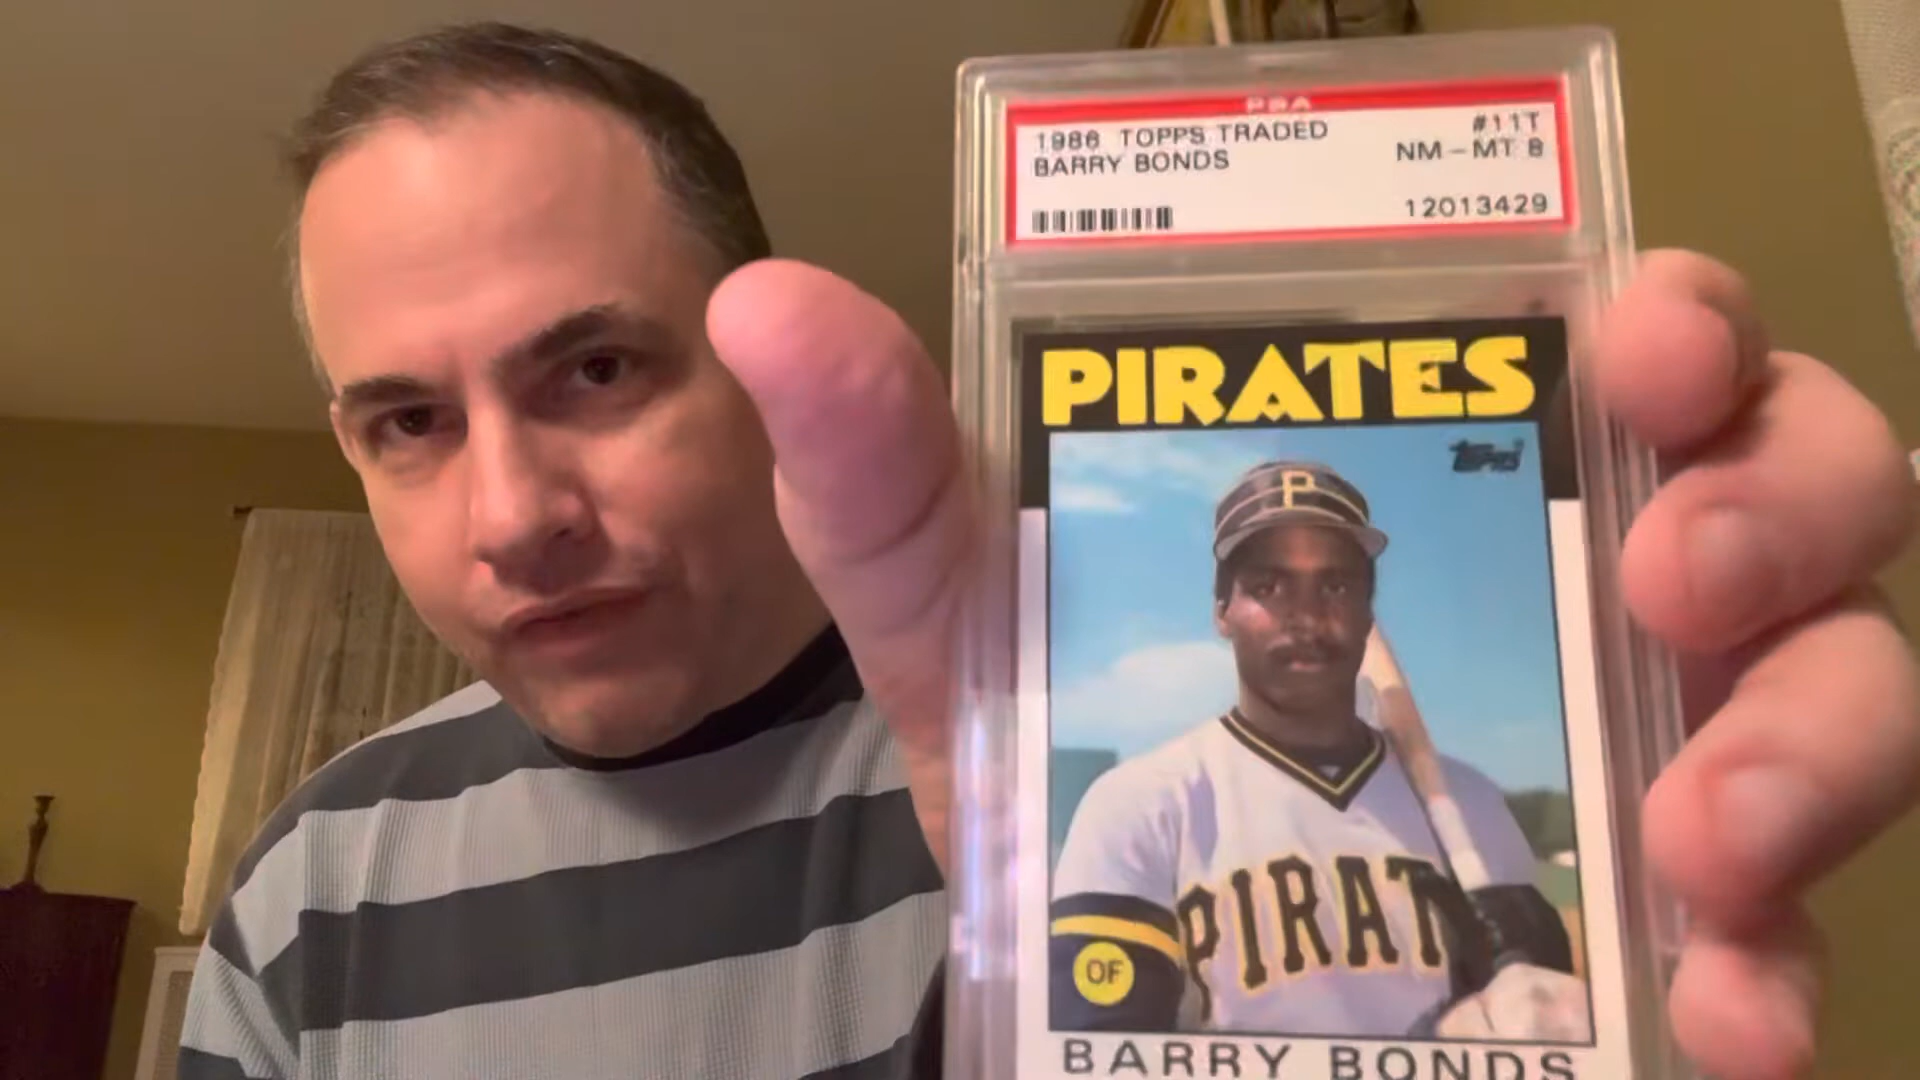 PSA
1986 TOPPS TRADED #11T
BARRY BONDS NM-MT 8
12013429
PIRATES
Topps
P
PIRAT
OF
BARRY BONDS